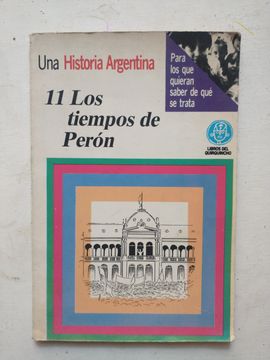 Una Historia Argentina
Para
los que
quieran
saber de qué
se trata
11 Los
tiempos de
Perón
LIBROS DEL
QUIRQUINCHO